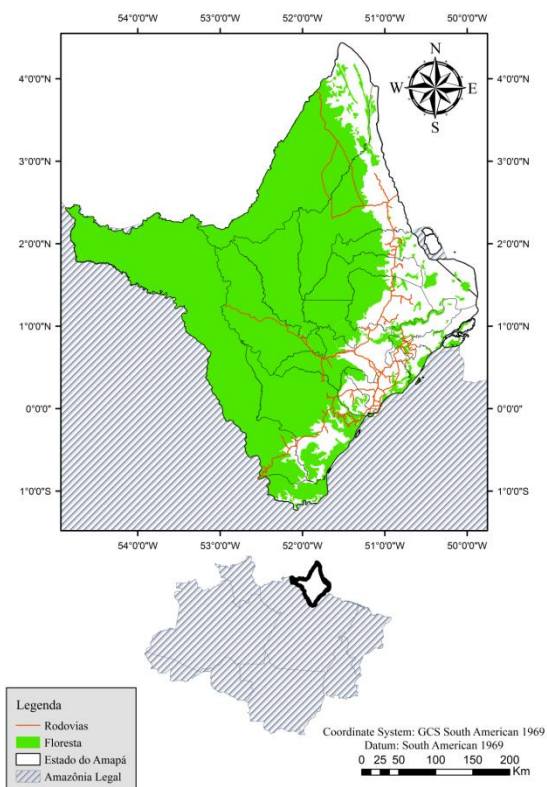 54°0'0"W 53°0'0"W 52°0'0"W 51°0'0"W 50°0'0"W
N
W E
S
4°0'0"N 4°0'0"N
3°0'0"N 3°0'0"N
2°0'0"N 2°0'0"N
1°0'0"N 1°0'0"N
0°0'0" 0°0'0"
1°0'0"S 1°0'0"S
54°0'0"W 53°0'0"W 52°0'0"W 51°0'0"W 50°0'0"W
Legenda
Rodovias
Floresta
Estado do Amapá
Amazônia Legal
Coordinate System: GCS South American 1969
Datum: South American 1969
0 25 50 100 150 200
Km